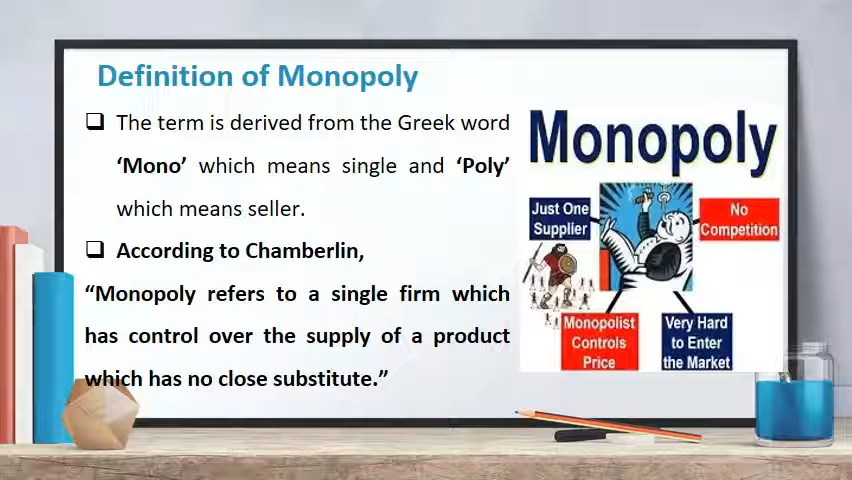 Definition of Monopoly
❑ The term is derived from the Greek word
‘Mono’ which means single and ‘Poly’
which means seller.
❑ According to Chamberlin,
“Monopoly refers to a single firm which
has control over the supply of a product
which has no close substitute.”
Monopoly
Just One
Supplier
No
Competition
Monopolist
Controls
Price
Very Hard
to Enter
the Market